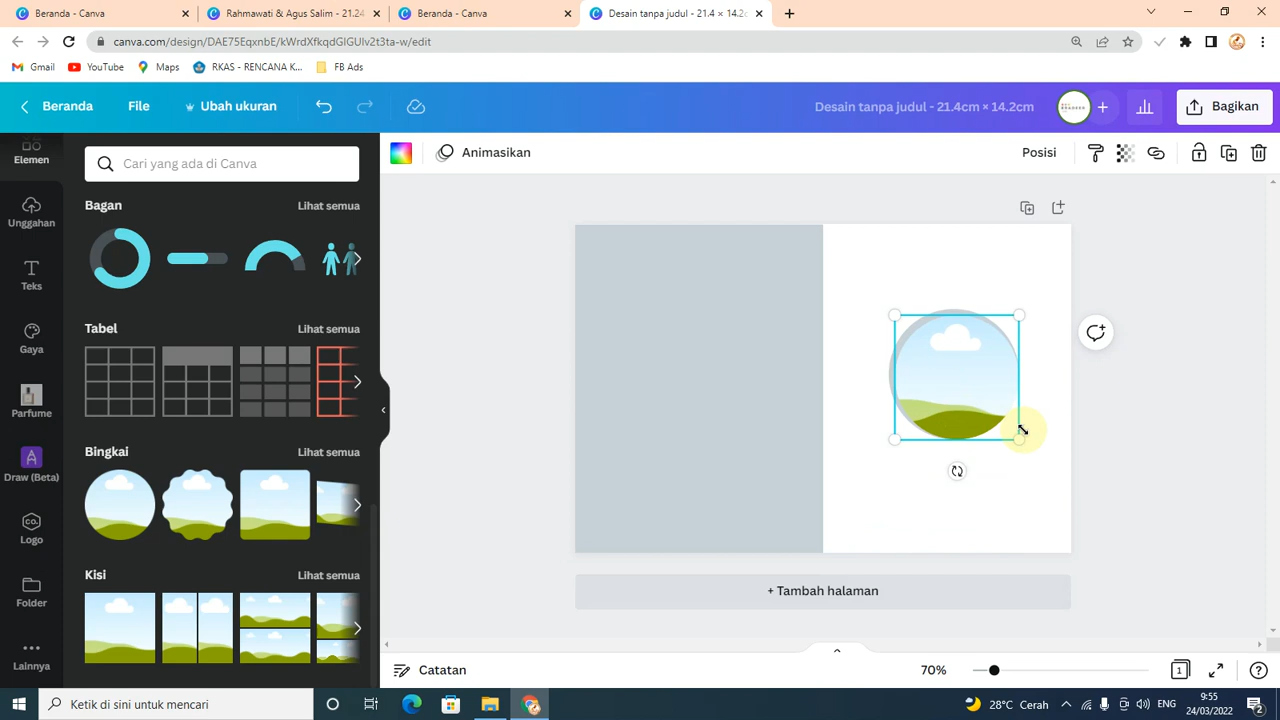 Beranda - Canva
Rahmawati & Agus Salim - 21.24
Beranda - Canva
Desain tanpa judul - 21.4 × 14.2c
canva.com/design/DAE75EqxnbE/kWrdXfkqdGIGUIv2t3ta-w/edit
Gmail
YouTube
Maps
RKAS - RENCANA K...
FB Ads
Beranda
File
Ubah ukuran
Desain tanpa judul - 21.4cm × 14.2cm
Bagikan
Elemen
Cari yang ada di Canva
Animasikan
Posisi
Unggahan
Teks
Gaya
Parfume
Draw (Beta)
CO.
Logo
Folder
Lainnya
Bagan
Lihat semua
Tabel
Lihat semua
Bingkai
Lihat semua
Kisi
Lihat semua
+ Tambah halaman
Catatan
70%
1
Ketik di sini untuk mencari
28°C Cerah
ENG
9:55
24/03/2022
2